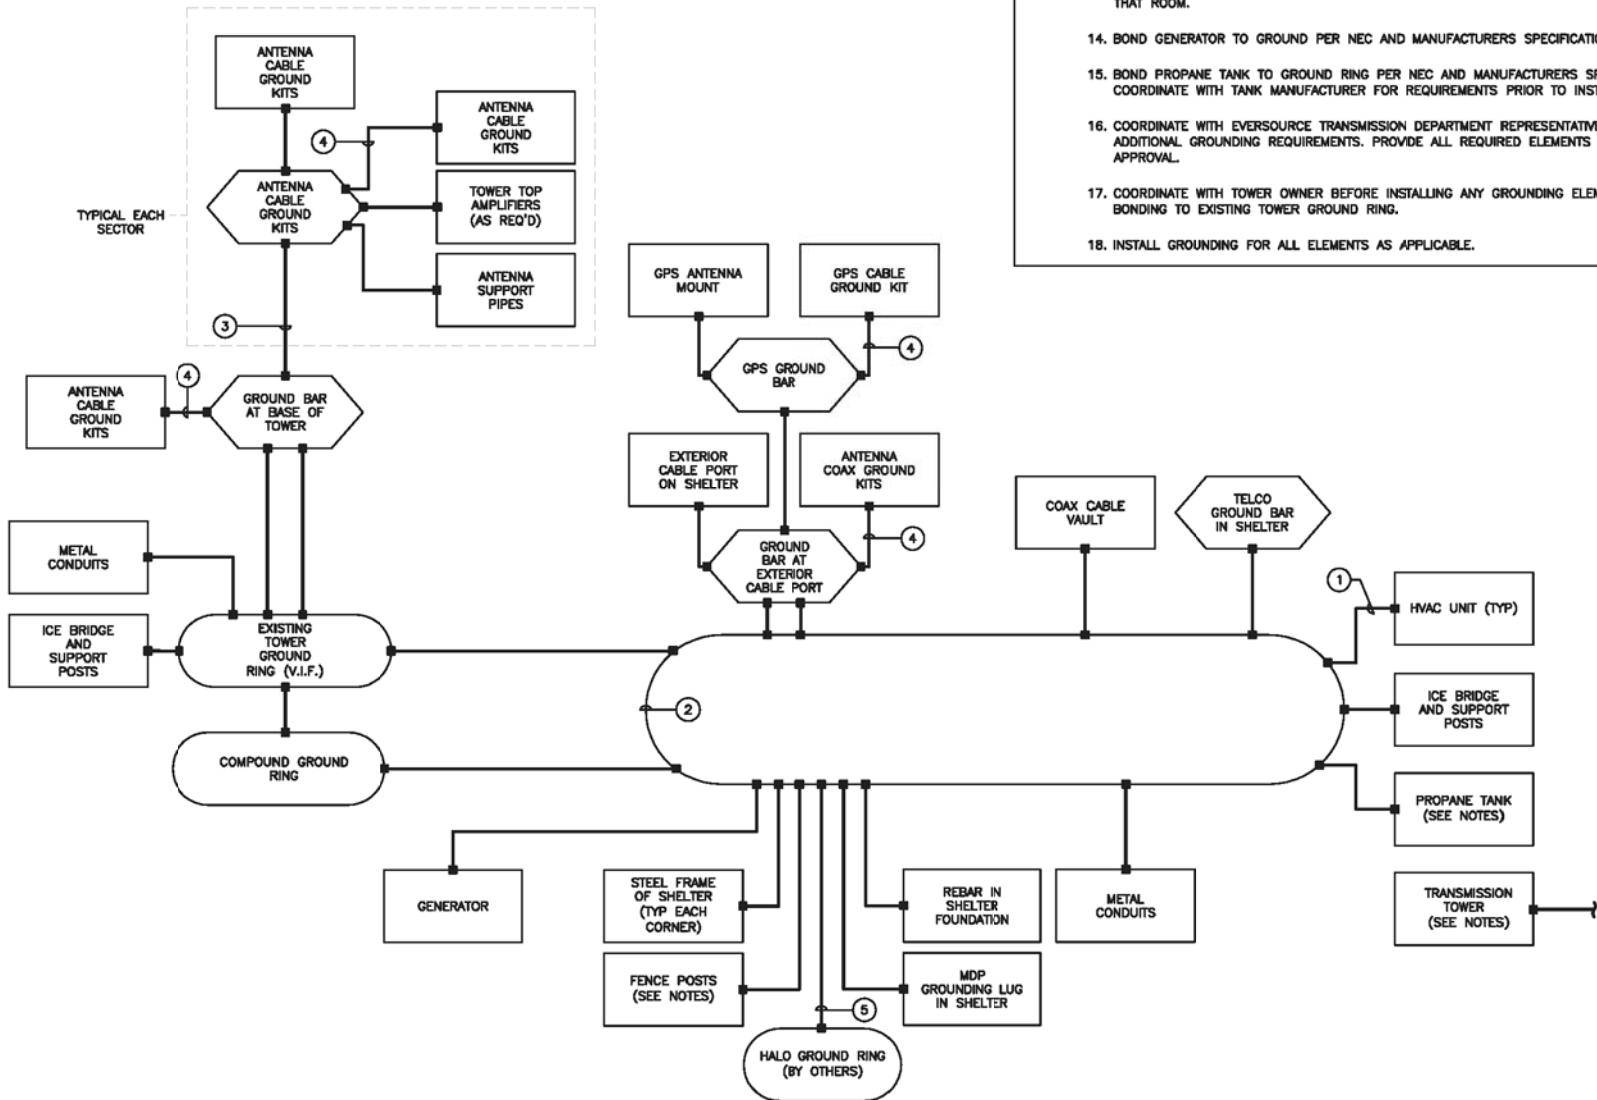 THAT ROOM.
14. BOND GENERATOR TO GROUND PER NEC AND MANUFACTURERS
15. BOND PROPANE TANK TO GROUND RING PER NEC AND MANUFACTURERS
COORDINATE WITH TANK MANUFACTURER FOR REQUIREMENTS PRIOR TO
16. COORDINATE WITH EVERSOURCE TRANSMISSION DEPARTMENT REPRESENTATIVE
ADDITIONAL GROUNDING REQUIREMENTS. PROVIDE ALL REQUIRED ELEMENTS
APPROVAL.
17. COORDINATE WITH TOWER OWNER BEFORE INSTALLING ANY GROUNDING
BONDING TO EXISTING TOWER GROUND RING.
18. INSTALL GROUNDING FOR ALL ELEMENTS AS APPLICABLE.
ANTENNA
CABLE
GROUND
KITS
4
ANTENNA
CABLE
GROUND
KITS
TYPICAL EACH
SECTOR
ANTENNA
CABLE
GROUND
KITS
TOWER TOP
AMPLIFIERS
(AS REQ'D)
ANTENNA
SUPPORT
PIPES
3
4
ANTENNA
CABLE
GROUND
KITS
GROUND BAR
AT BASE OF
TOWER
GPS ANTENNA
MOUNT
GPS CABLE
GROUND KIT
GPS GROUND
BAR
4
EXTERIOR
CABLE PORT
ON SHELTER
ANTENNA
COAX GROUND
KITS
GROUND
BAR AT
EXTERIOR
CABLE PORT
4
COAX CABLE
VAULT
TELCO
GROUND BAR
IN SHELTER
METAL
CONDUITS
ICE BRIDGE
AND
SUPPORT
POSTS
EXISTING
TOWER
GROUND
RING (V.I.F.)
COMPOUND GROUND
RING
2
1
HVAC UNIT (TYP)
ICE BRIDGE
AND SUPPORT
POSTS
PROPANE TANK
(SEE NOTES)
TRANSMISSION
TOWER
(SEE NOTES)
GENERATOR
STEEL FRAME
OF SHELTER
(TYP EACH
CORNER)
REBAR IN
SHELTER
FOUNDATION
METAL
CONDUITS
FENCE POSTS
(SEE NOTES)
MDP
GROUNDING LUG
IN SHELTER
5
HALO GROUND RING
(BY OTHERS)